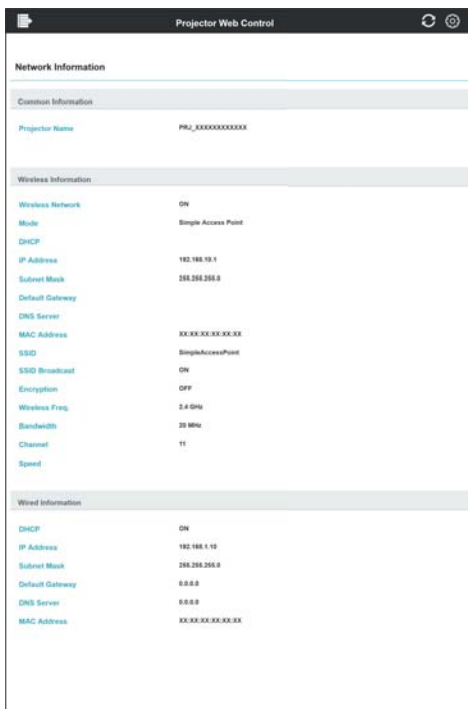 Projector Web Control
Network Information
Common Information
Projector Name PRJ_XXXXXXXXXXXX
Wireless Information
Wireless Network ON
Mode Simple Access Point
DHCP
IP Address 192.168.10.1
Subnet Mask 255.255.255.0
Default Gateway
DNS Server
MAC Address XX:XX:XX:XX:XX:XX
SSID SimpleAccessPoint
SSID Broadcast ON
Encryption OFF
Wireless Freq. 2.4 GHz
Bandwidth 20 MHz
Channel 11
Speed
Wired Information
DHCP ON
IP Address 192.168.1.10
Subnet Mask 255.255.255.0
Default Gateway 0.0.0.0
DNS Server 0.0.0.0
MAC Address XX:XX:XX:XX:XX:XX